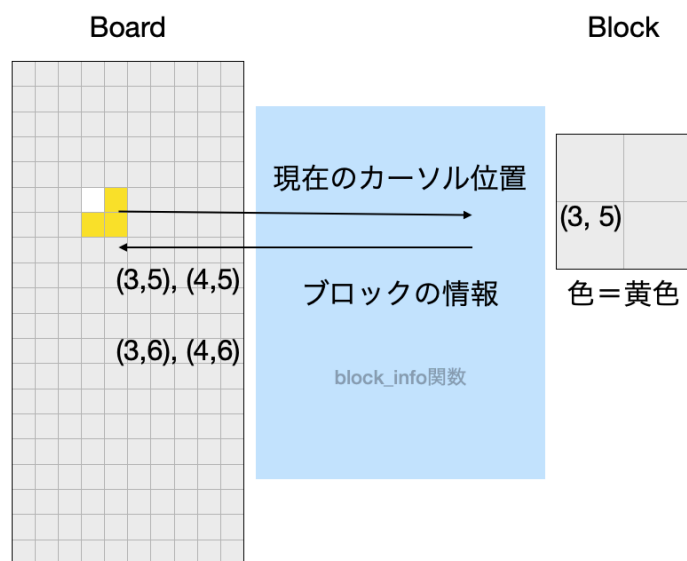 Board
Block
現在のカーソル位置
(3, 5)
(3,5), (4,5)
ブロックの情報
色＝黄色
(3,6), (4,6)
block_info関数